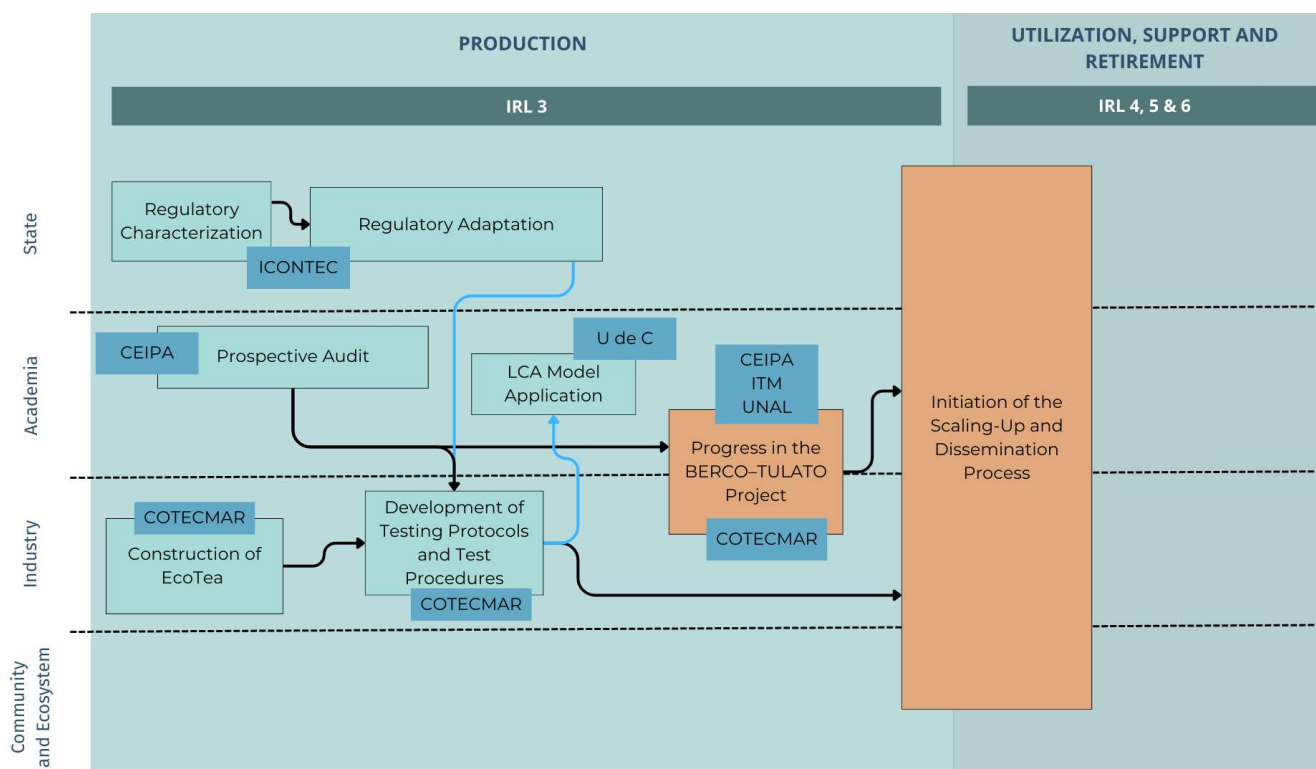 PRODUCTION
UTILIZATION, SUPPORT AND
RETIREMENT
IRL 3
IRL 4, 5 & 6
State
Regulatory
Characterization
Regulatory Adaptation
ICONTEC
Academia
CEIPA
Prospective Audit
U de C
LCA Model
Application
CEIPA
ITM
UNAL
Progress in the
BERCO–TULATO
Project
COTECMAR
Initiation of the
Scaling-Up and
Dissemination
Process
Industry
COTECMAR
Construction of
EcoTea
Development of
Testing Protocols
and Test
Procedures
COTECMAR
Community
and Ecosystem